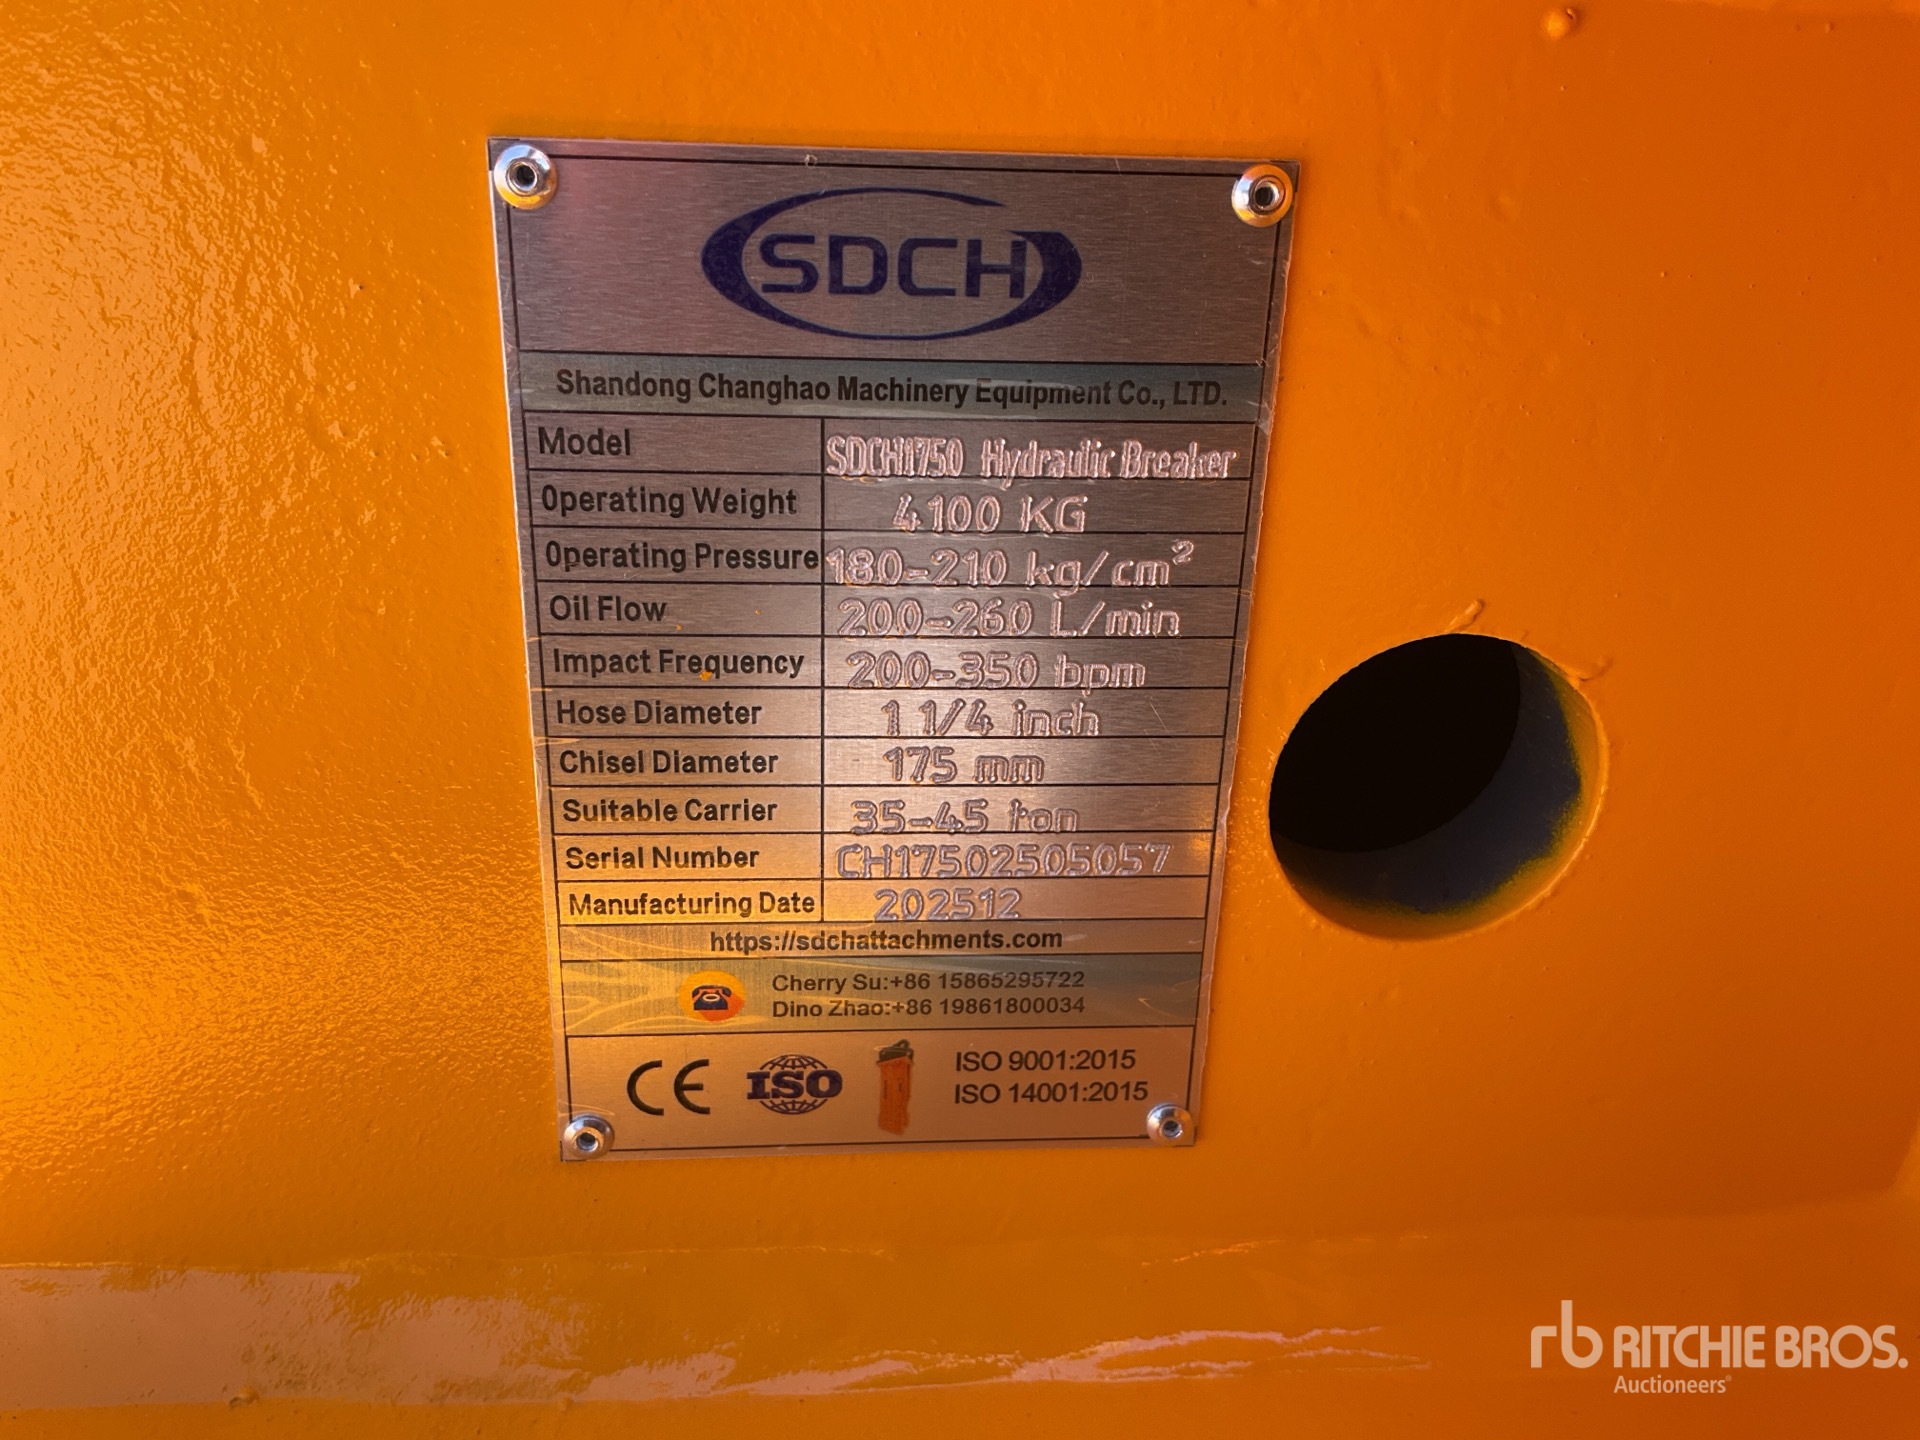 SDCH
Shandong Changhao Machinery Equipment Co., LTD.
Model SDCH1750 Hydraulic Breaker
Operating Weight 4100 KG
Operating Pressure 180-210 kg/cm²
Oil Flow 200-260 L/min
Impact Frequency 200-350 bpm
Hose Diameter 1 1/4 inch
Chisel Diameter 175 mm
Suitable Carrier 35-45 ton
Serial Number CH17502505057
Manufacturing Date 202512
https://sdchattachments.com
Cherry Su:+86 15865295722
Dino Zhao:+86 19861800034
CE ISO
ISO 9001:2015
ISO 14001:2015
rb RITCHIE BROS.
Auctioneers